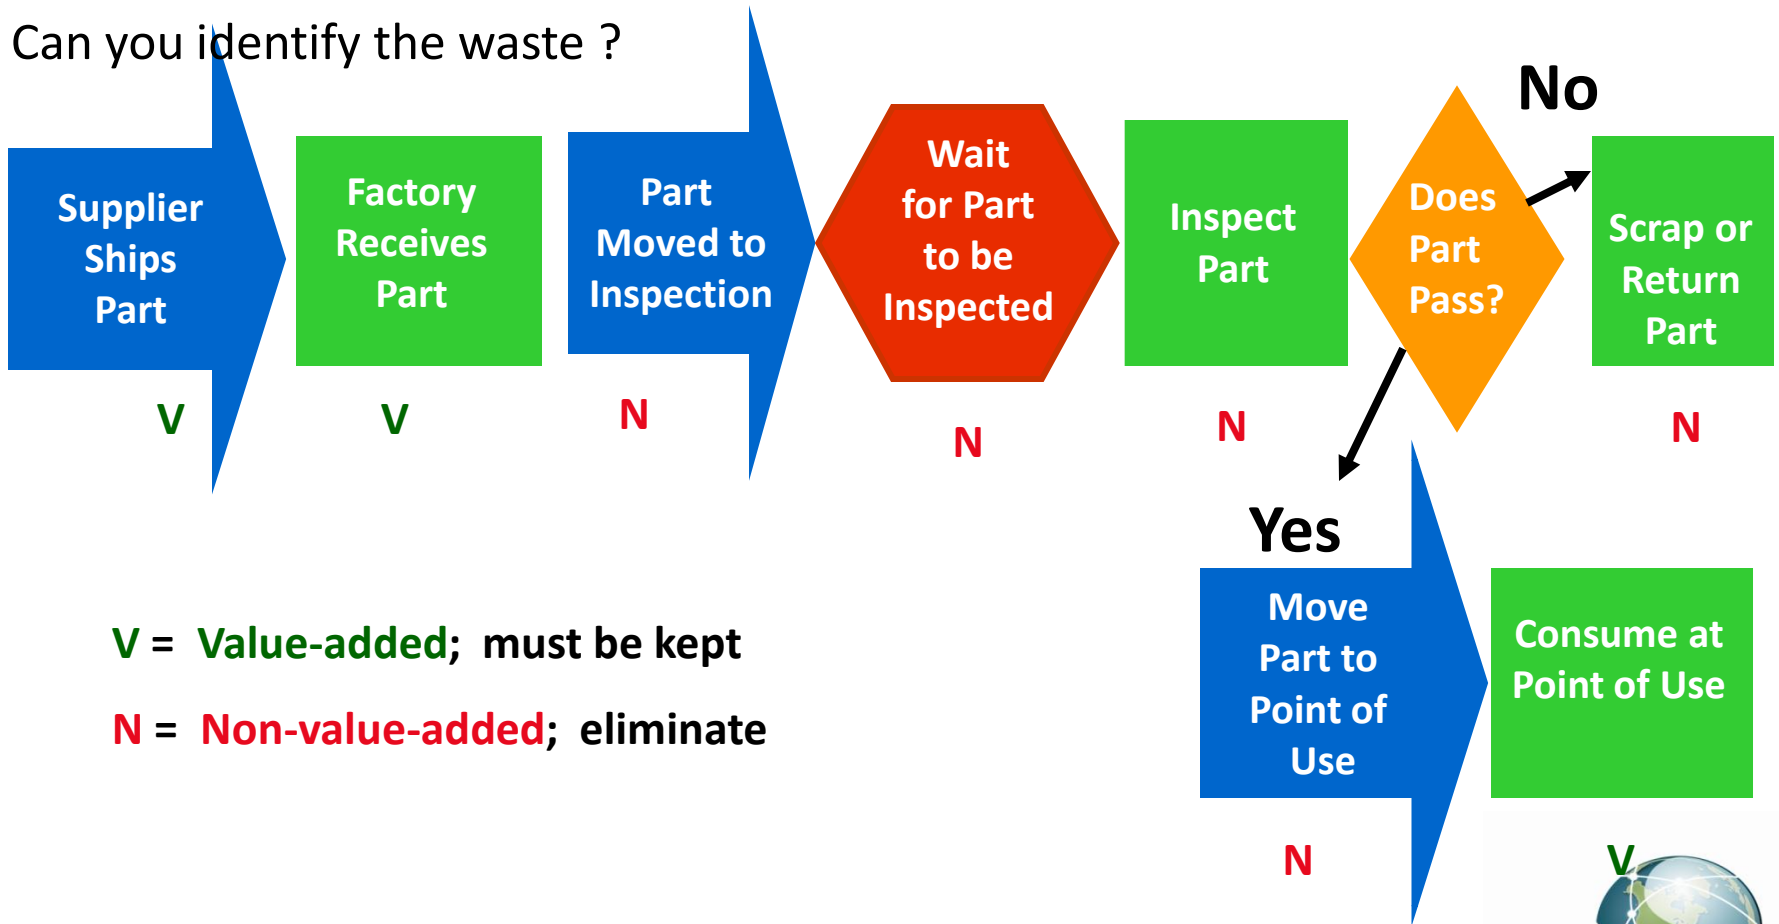 Can you identify the waste ?
Supplier
Ships
Part
V
Factory
Receives
Part
V
Part
Moved to
Inspection
N
Wait
for Part
to be
Inspected
N
Inspect
Part
N
Does
Part
Pass?
No
Scrap or
Return
Part
N
Yes
Move
Part to
Point of
Use
N
Consume at
Point of Use
V
V = Value-added; must be kept
N = Non-value-added; eliminate